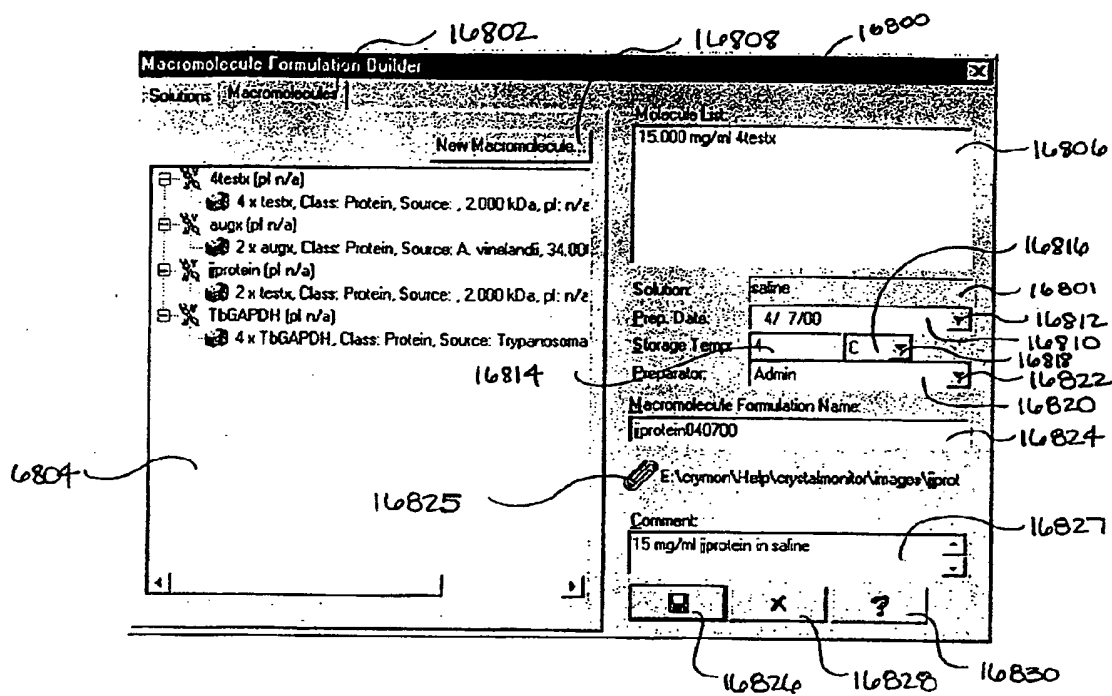 16802
16808
16800
Macromolecule Formulation Builder
Solutions Macromolecules
New Macromolecule...
4testx (pI n/a)
4 x testx, Class: Protein, Source: , 2.000 kDa, pI: n/a
augx (pI n/a)
2 x augx, Class: Protein, Source: A. vinelandii, 34.00
jjprotein (pI n/a)
2 x testx, Class: Protein, Source: , 2.000 kDa, pI: n/a
TbGAPDH (pI n/a)
4 x TbGAPDH, Class: Protein, Source: Trypanosoma
6804
Molecule List:
15.000 mg/ml 4testx
16806
16816
Solution: saline
16801
Prep. Date: 4/ 7/00
16812
16810
Storage Temp: 4 C
16818
16814
Preparator: Admin
16822
16820
Macromolecule Formulation Name:
jjprotein040700
16824
16825
E:\crymon\Help\crystalmonitor\images\jjprot
Comment:
15 mg/ml jjprotein in saline
16827
X ?
16826
16828
16830